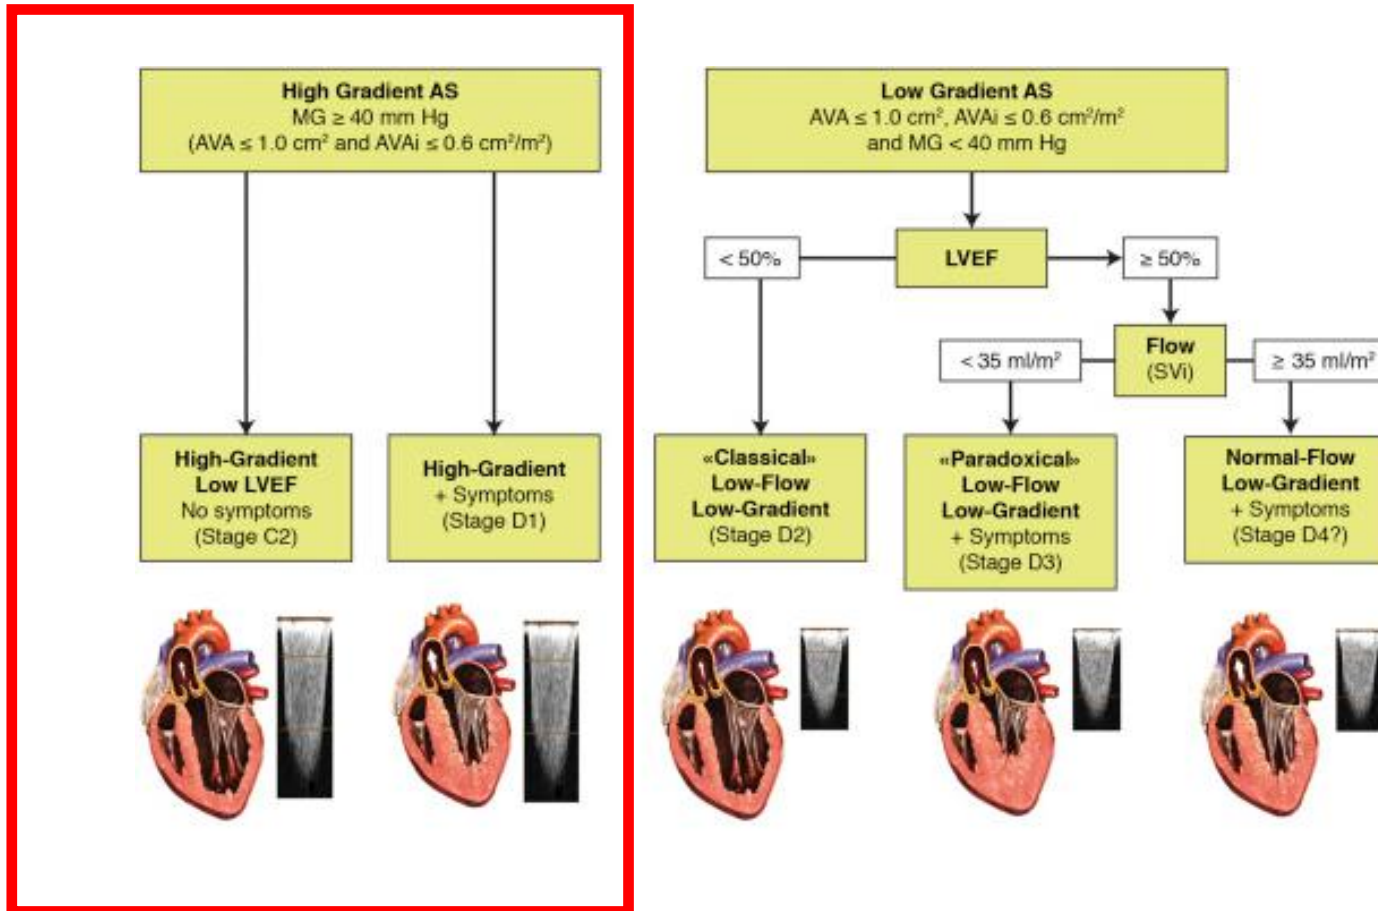 High Gradient AS
MG ≥ 40 mm Hg
(AVA ≤ 1.0 cm² and AVAi ≤ 0.6 cm²/m²)
Low Gradient AS
AVA ≤ 1.0 cm², AVAi ≤ 0.6 cm²/m²
and MG < 40 mm Hg
< 50%
LVEF
≥ 50%
< 35 ml/m²
Flow
(SVi)
≥ 35 ml/m²
High-Gradient
Low LVEF
No symptoms
(Stage C2)
High-Gradient
+ Symptoms
(Stage D1)
«Classical»
Low-Flow
Low-Gradient
(Stage D2)
«Paradoxical»
Low-Flow
Low-Gradient
+ Symptoms
(Stage D3)
Normal-Flow
Low-Gradient
+ Symptoms
(Stage D4?)